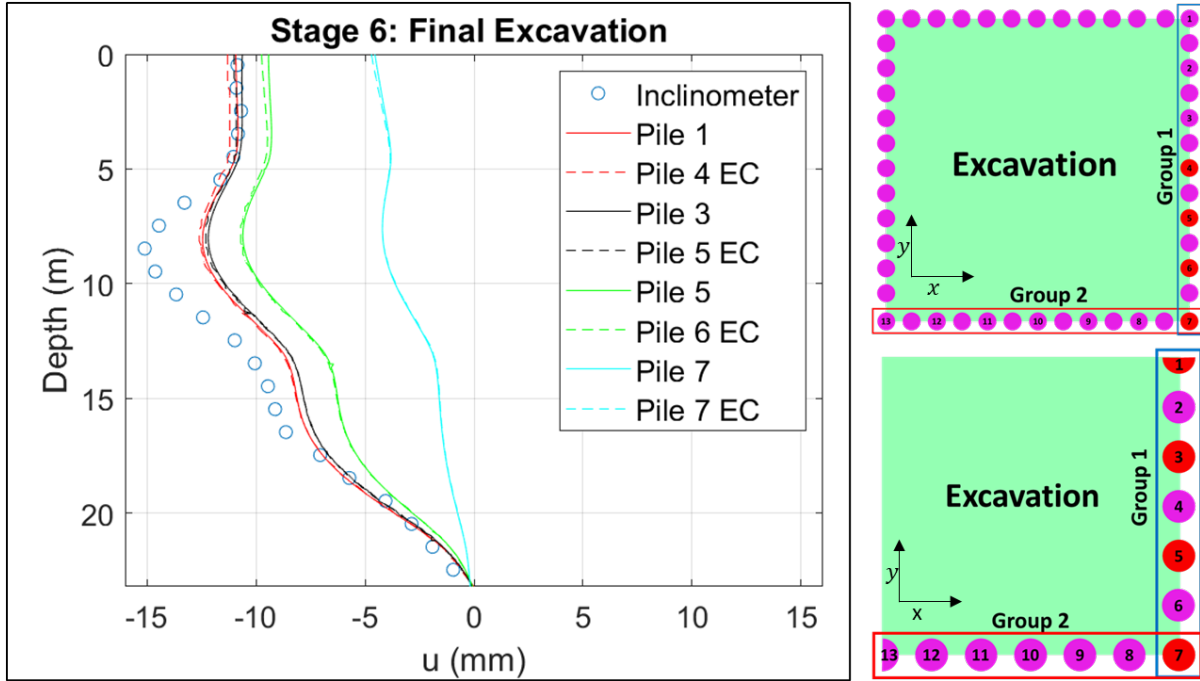 Stage 6: Final Excavation
0
5
10
15
20
Depth (m)
-15 -10 -5 0 5 10 15
u (mm)
Inclinometer
Pile 1
Pile 4 EC
Pile 3
Pile 5 EC
Pile 5
Pile 6 EC
Pile 7
Pile 7 EC
1
2
3
4
5
6
7
Group 1
Excavation
y
x
Group 2
13 12 11 10 9 8
1
2
3
4
5
6
7
Group 1
Excavation
y
x
Group 2
13 12 11 10 9 8